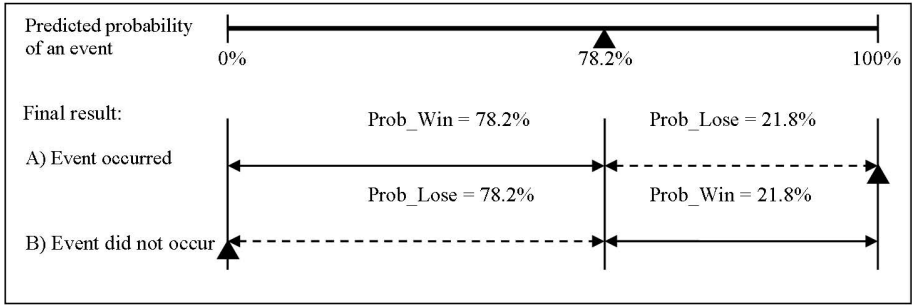 Predicted probability
of an event
0%
78.2%
100%
Final result:
Prob_Win = 78.2%
Prob_Lose = 21.8%
A) Event occurred
Prob_Lose = 78.2%
Prob_Win = 21.8%
B) Event did not occur